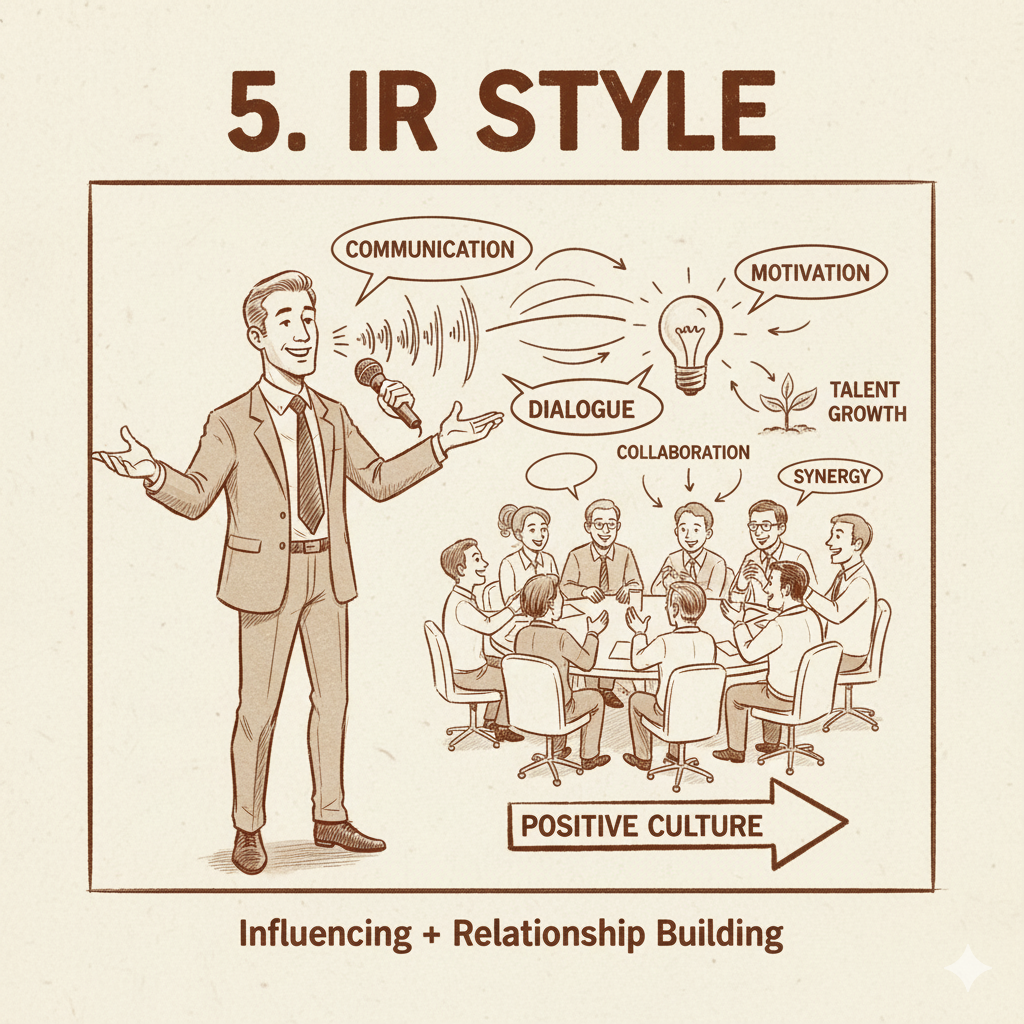 5. IR STYLE
COMMUNICATION
MOTIVATION
DIALOGUE
TALENT
GROWTH
COLLABORATION
SYNERGY
POSITIVE CULTURE
Influencing + Relationship Building